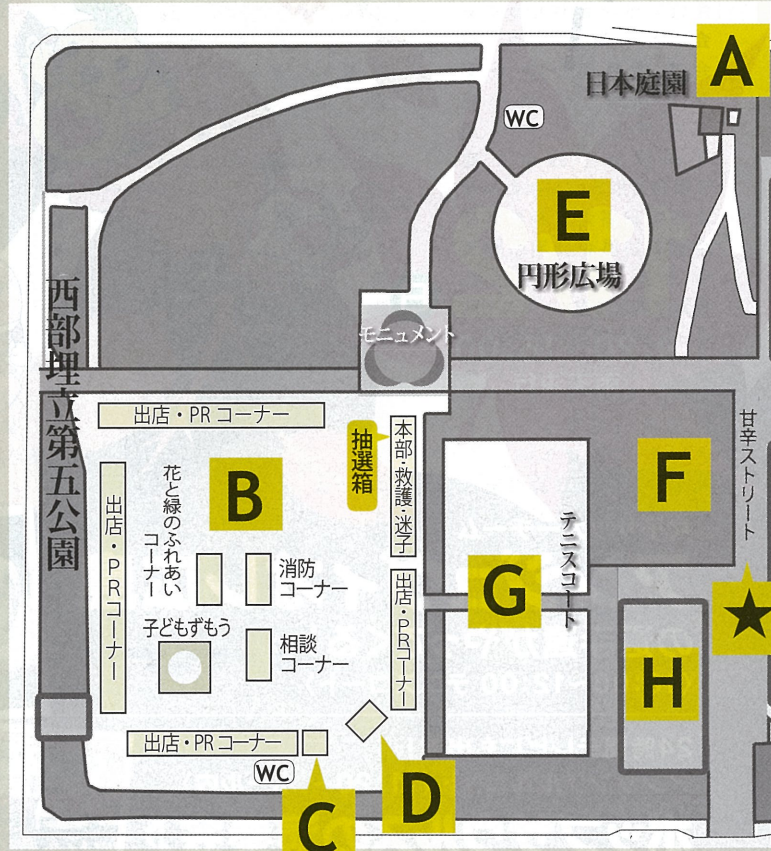 A
日本庭園
WC
E
円形広場
西部埋立第五公園
モニュメント
出店・PRコーナー
抽選箱
本部・救護・迷子
甘辛ストリート
F
B
花と緑のふれあい
コーナー
出店・PRコーナー
消防
コーナー
テニスコート
G
出店・PRコーナー
子どもずもう
相談
コーナー
★
H
出店・PRコーナー
WC
C
D